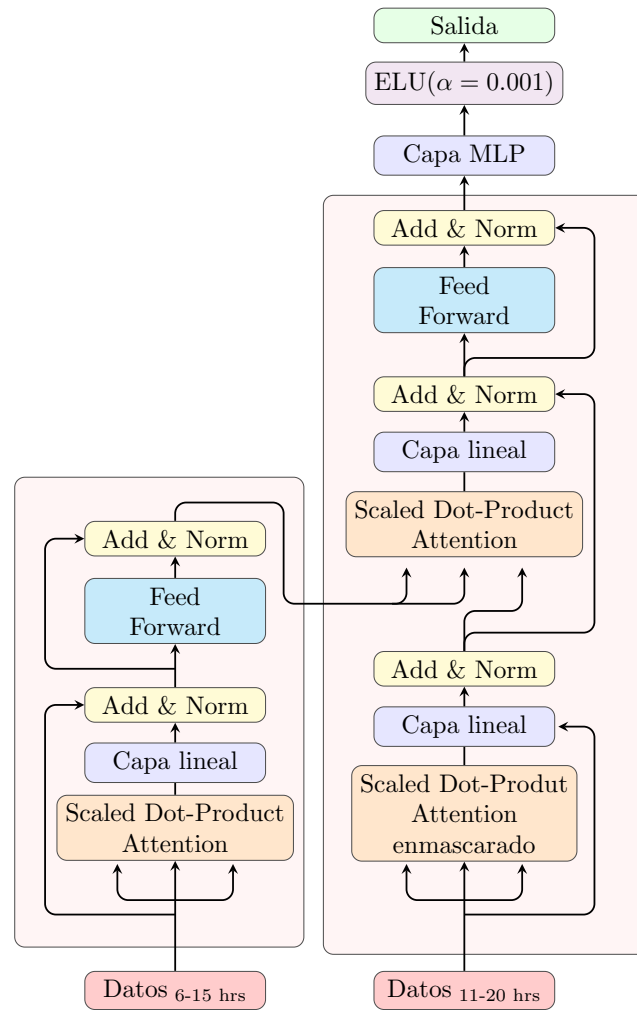 Salida
ELU(α = 0.001)
Capa MLP
Add & Norm
Feed
Forward
Add & Norm
Capa lineal
Scaled Dot-Product
Attention
Add & Norm
Capa lineal
Scaled Dot-Produt
Attention
enmascarado
Datos 11-20 hrs
Add & Norm
Feed
Forward
Add & Norm
Capa lineal
Scaled Dot-Product
Attention
Datos 6-15 hrs